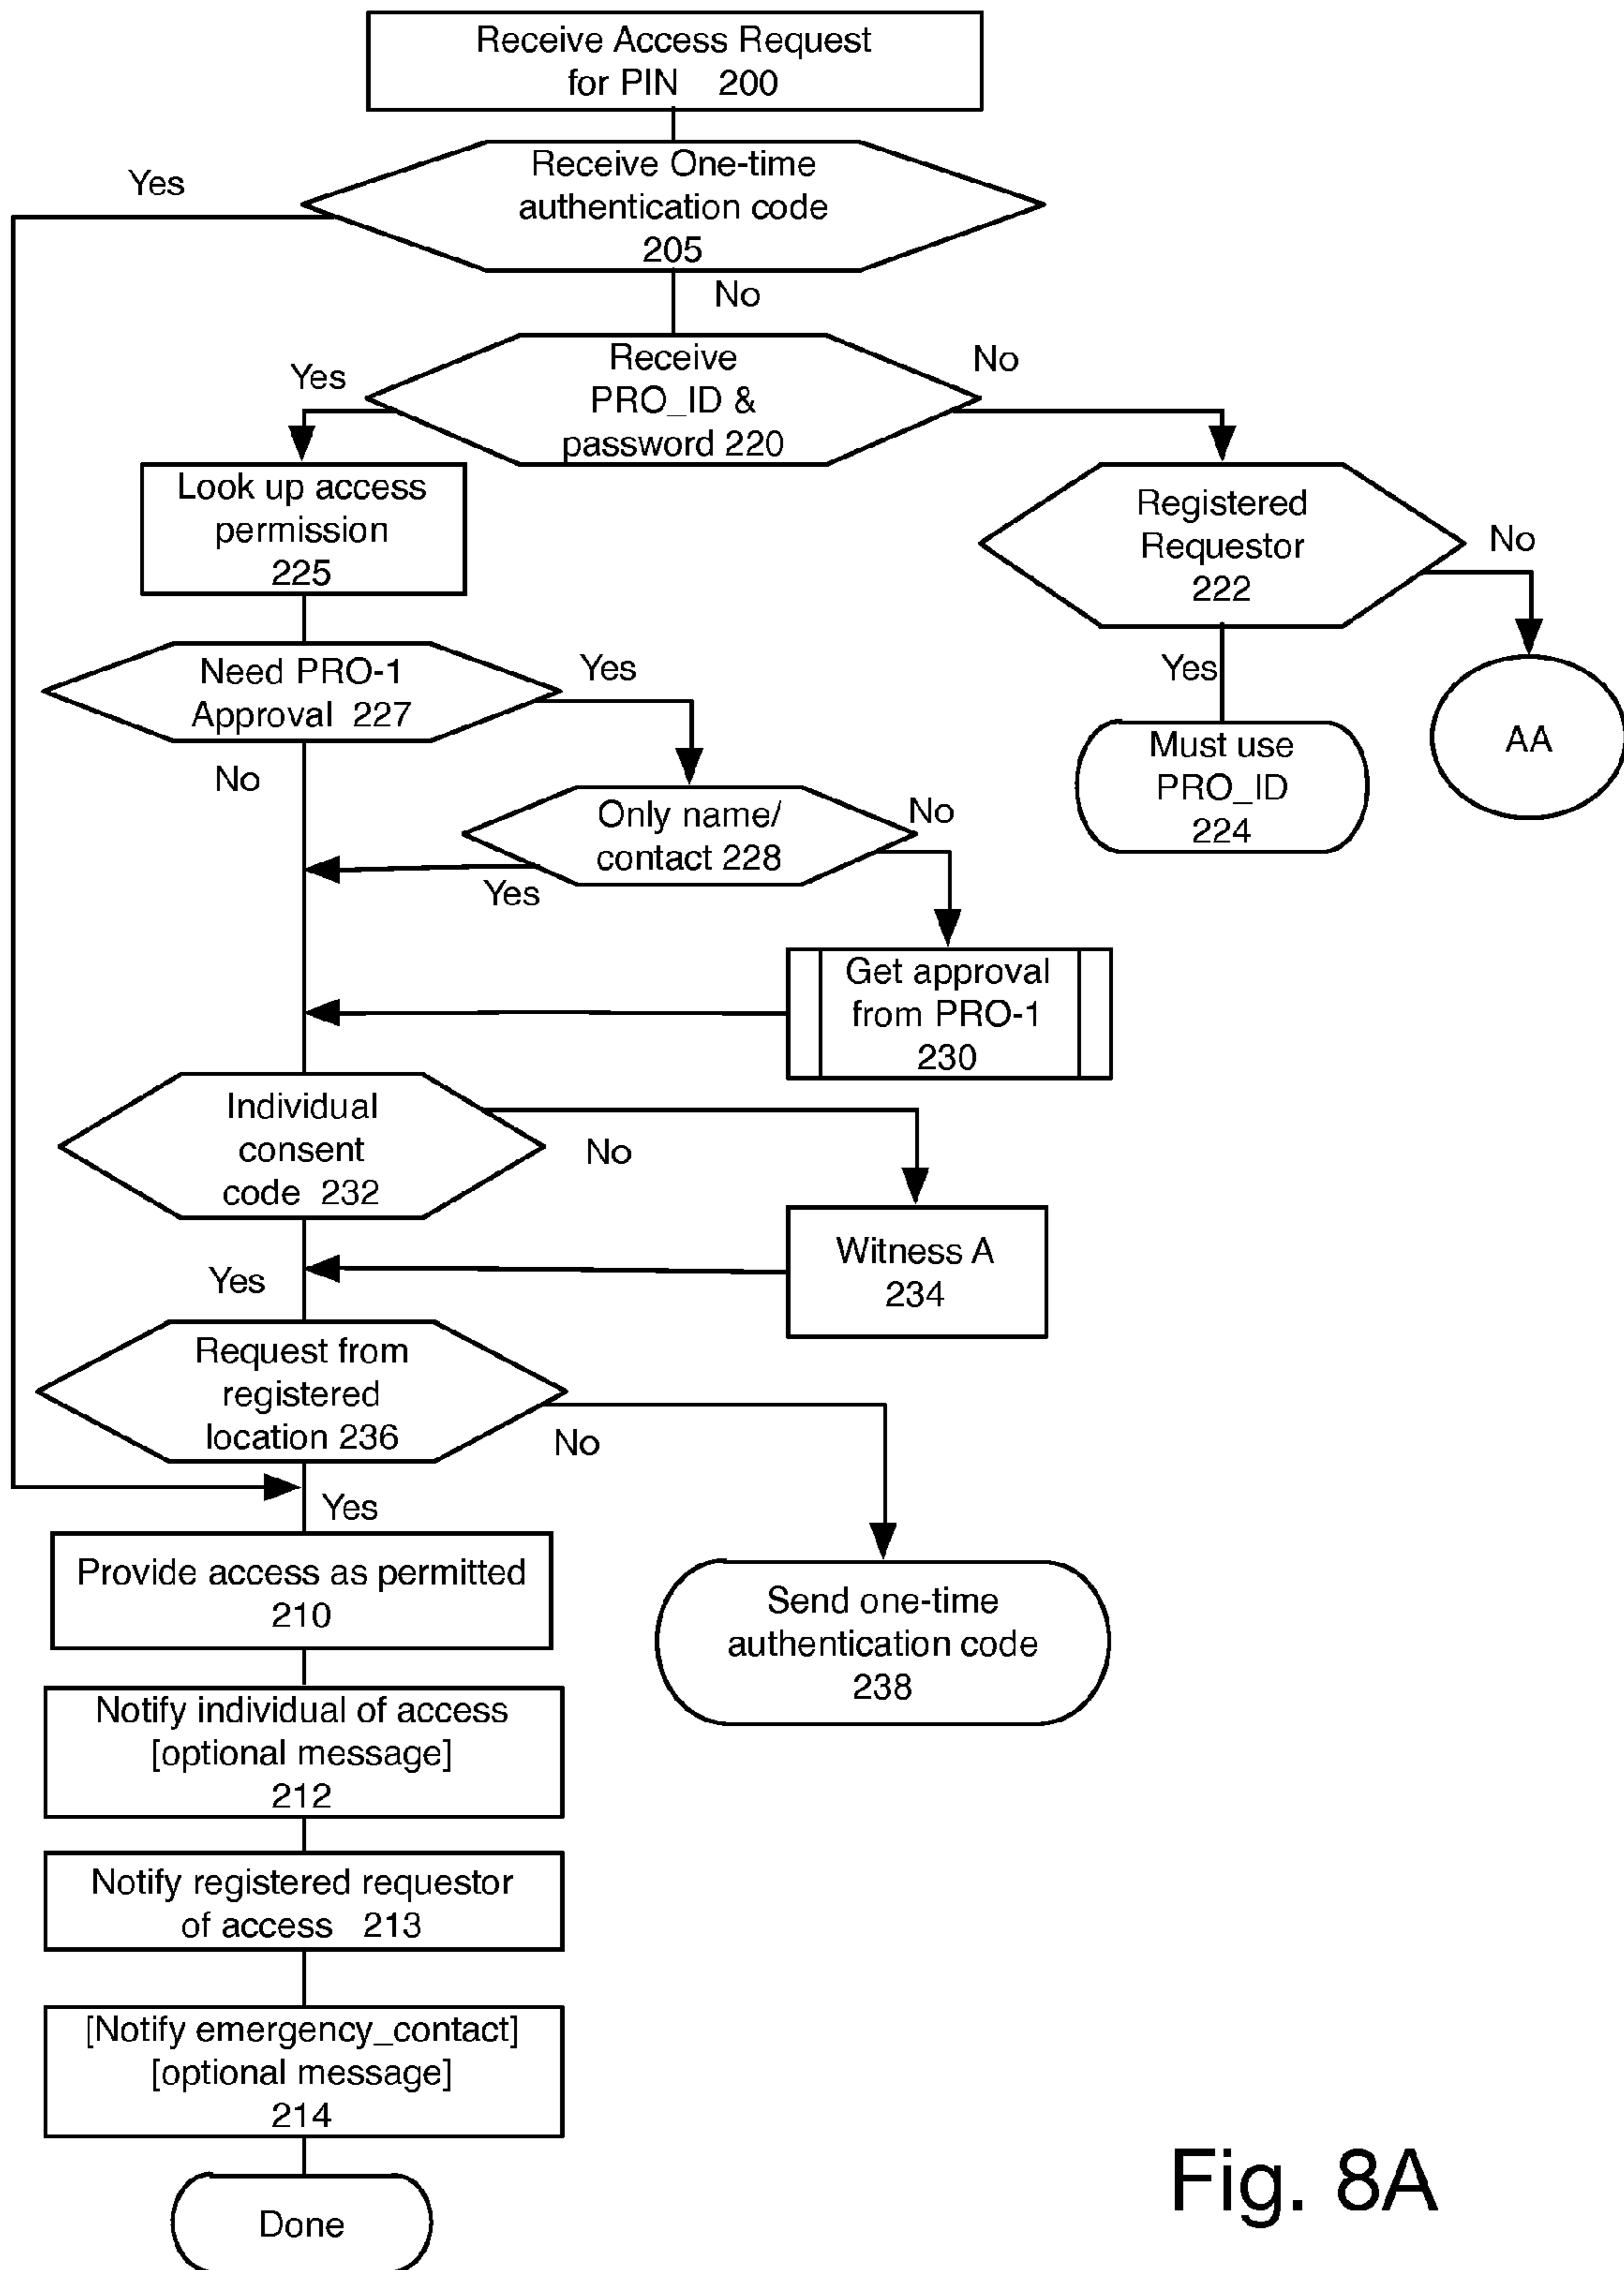 Receive Access Request
for PIN 200
Yes
Receive One-time
authentication code
205
No
Yes
Receive
PRO_ID &
password 220
No
Look up access
permission
225
Registered
Requestor
222
No
Need PRO-1
Approval 227
Yes
Yes
AA
No
Must use
PRO_ID
224
Only name/
contact 228
No
Yes
Get approval
from PRO-1
230
Individual
consent
code 232
No
Witness A
234
Yes
Request from
registered
location 236
No
Yes
Provide access as permitted
210
Send one-time
authentication code
238
Notify individual of access
[optional message]
212
Notify registered requestor
of access 213
[Notify emergency_contact]
[optional message]
214
Done
Fig. 8A